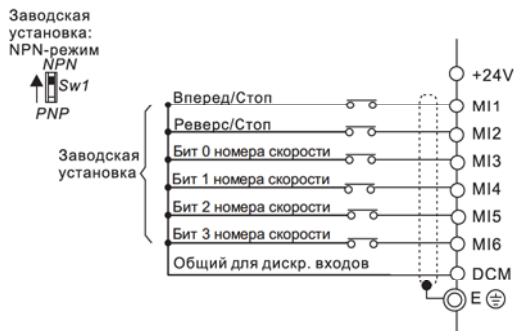 Заводская
установка:
NPN-режим
NPN
Sw1
PNP
+24V
Вперед/Стоп
MI1
Реверс/Стоп
MI2
Заводская
установка
Бит 0 номера скорости
MI3
Бит 1 номера скорости
MI4
Бит 2 номера скорости
MI5
Бит 3 номера скорости
MI6
Общий для дискр. входов
DCM
E